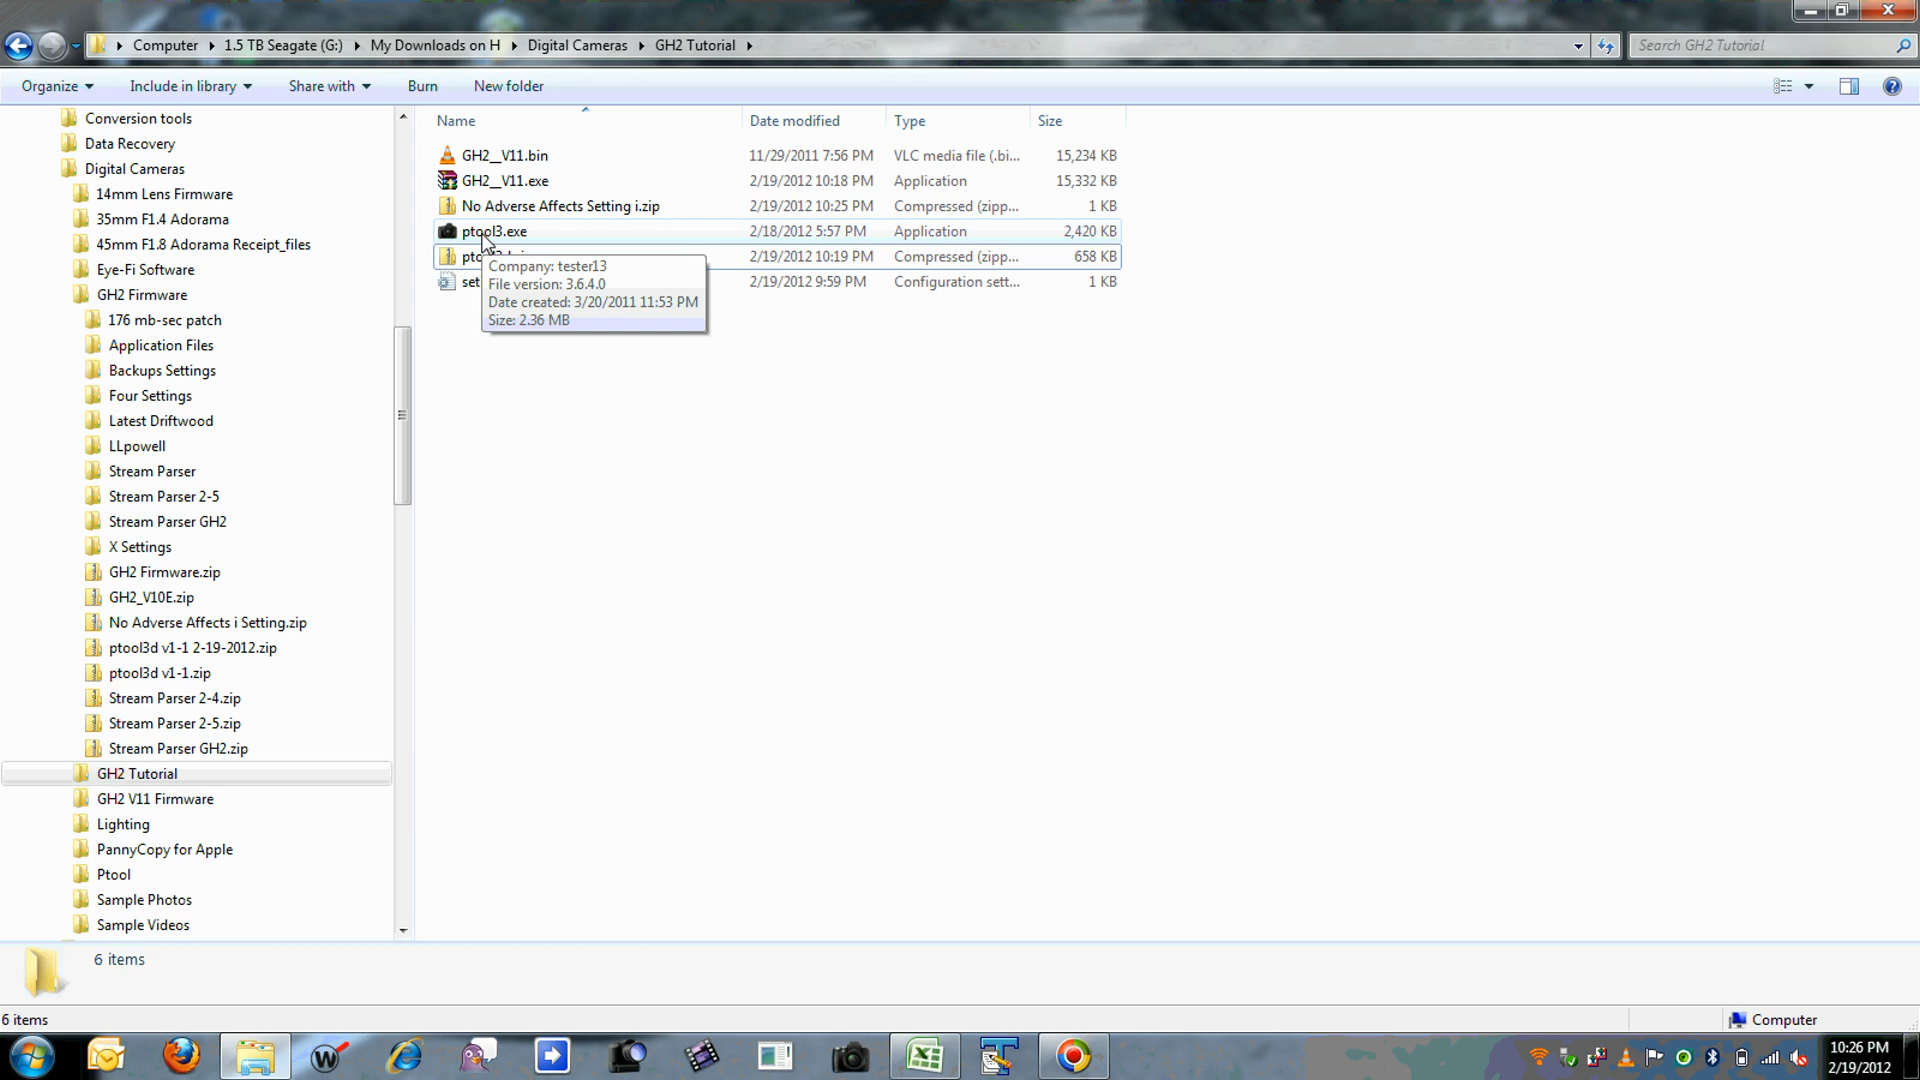 Computer ▸ 1.5 TB Seagate (G:) ▸ My Downloads on H ▸ Digital Cameras ▸ GH2 Tutorial ▸
Search GH2 Tutorial
Organize Include in library Share with Burn New folder
Conversion tools
Data Recovery
Digital Cameras
14mm Lens Firmware
35mm F1.4 Adorama
45mm F1.8 Adorama Receipt_files
Eye-Fi Software
GH2 Firmware
176 mb-sec patch
Application Files
Backups Settings
Four Settings
Latest Driftwood
LLpowell
Stream Parser
Stream Parser 2-5
Stream Parser GH2
X Settings
GH2 Firmware.zip
GH2_V10E.zip
No Adverse Affects i Setting.zip
ptool3d v1-1 2-19-2012.zip
ptool3d v1-1.zip
Stream Parser 2-4.zip
Stream Parser 2-5.zip
Stream Parser GH2.zip
GH2 Tutorial
GH2 V11 Firmware
Lighting
PannyCopy for Apple
Ptool
Sample Photos
Sample Videos
Name Date modified Type Size
GH2__V11.bin 11/29/2011 7:56 PM VLC media file (.bi... 15,234 KB
GH2__V11.exe 2/19/2012 10:18 PM Application 15,332 KB
No Adverse Affects Setting i.zip 2/19/2012 10:25 PM Compressed (zipp... 1 KB
ptool3.exe 2/18/2012 5:57 PM Application 2,420 KB
2/19/2012 10:19 PM Compressed (zipp... 658 KB
set 2/19/2012 9:59 PM Configuration sett... 1 KB
Company: tester13
File version: 3.6.4.0
Date created: 3/20/2011 11:53 PM
Size: 2.36 MB
6 items
6 items
Computer
10:26 PM
2/19/2012